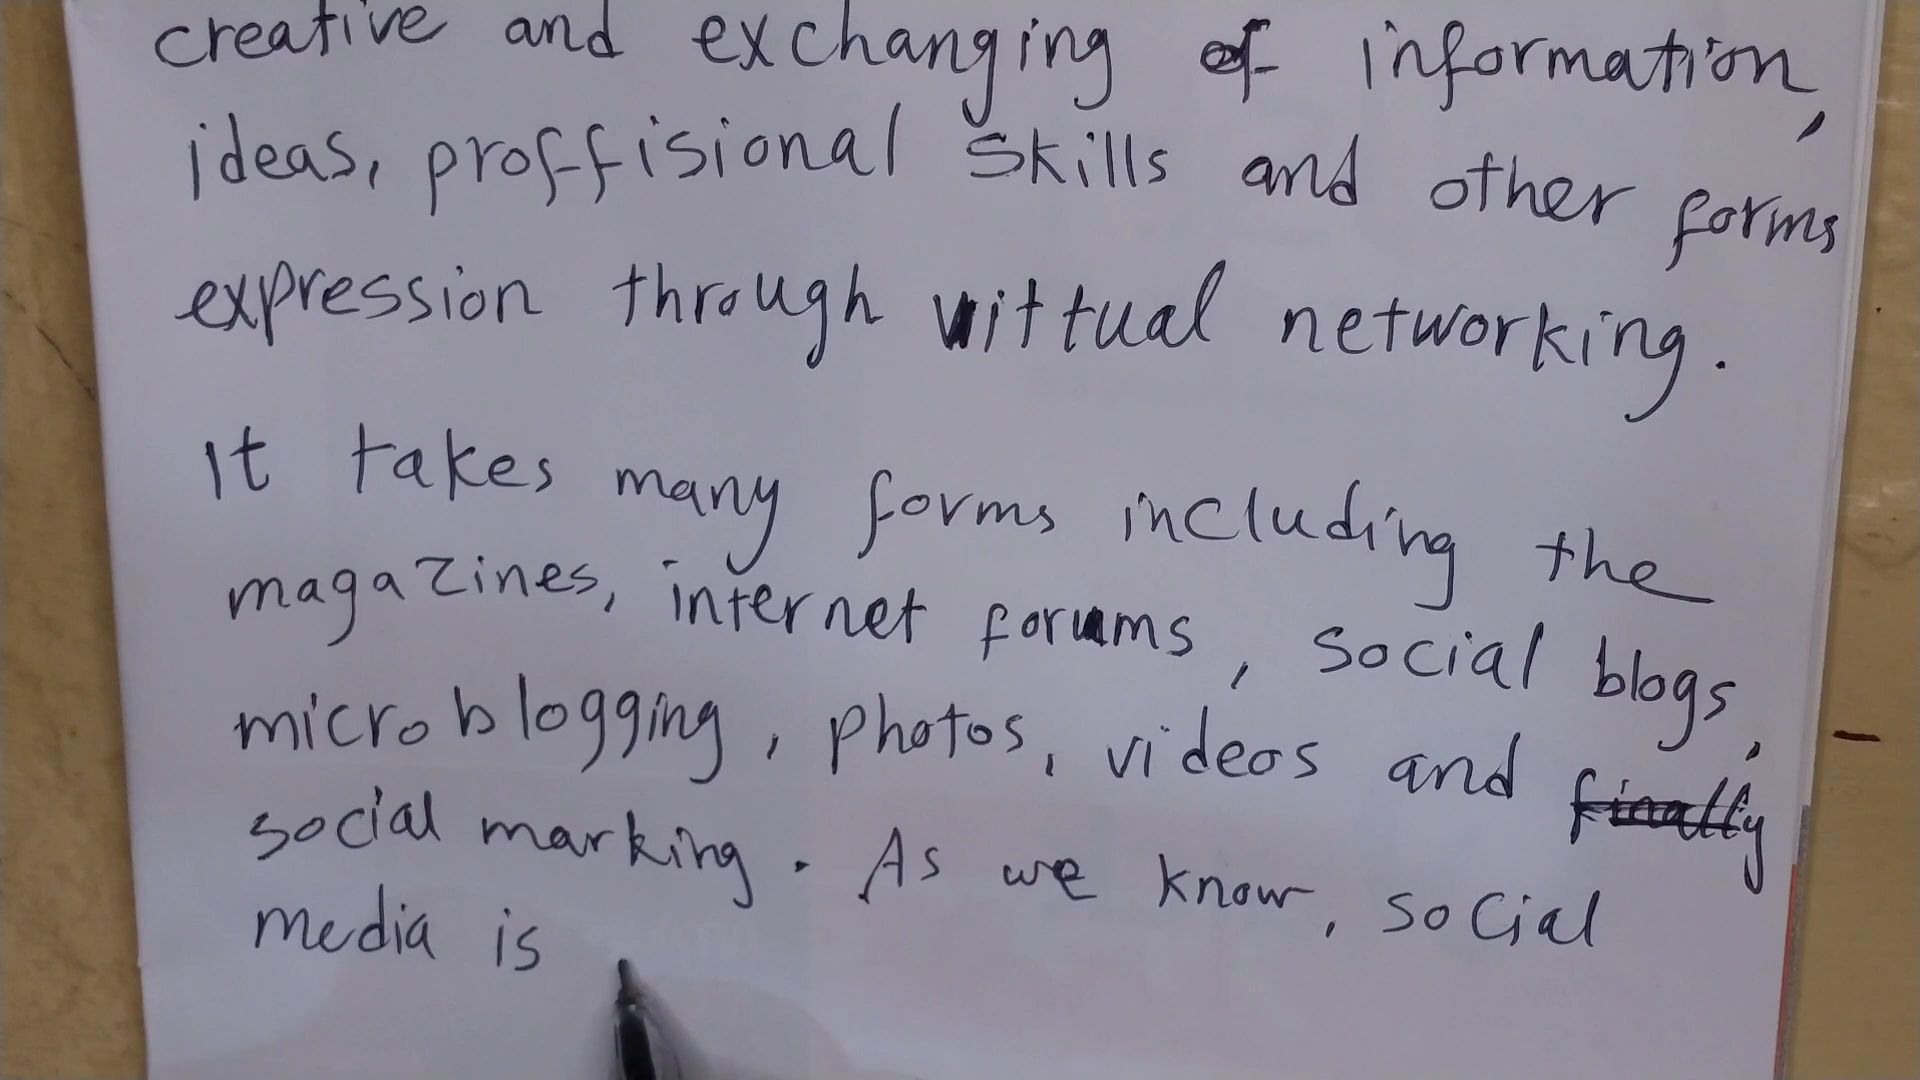 creative and exchanging of information,
ideas, proffisional skills and other forms
expression through vittual networking.
It takes many forms including the
magazines, internet forums, social blogs,
microblogging, photos, videos and finally
social marking. As we know, social
media is